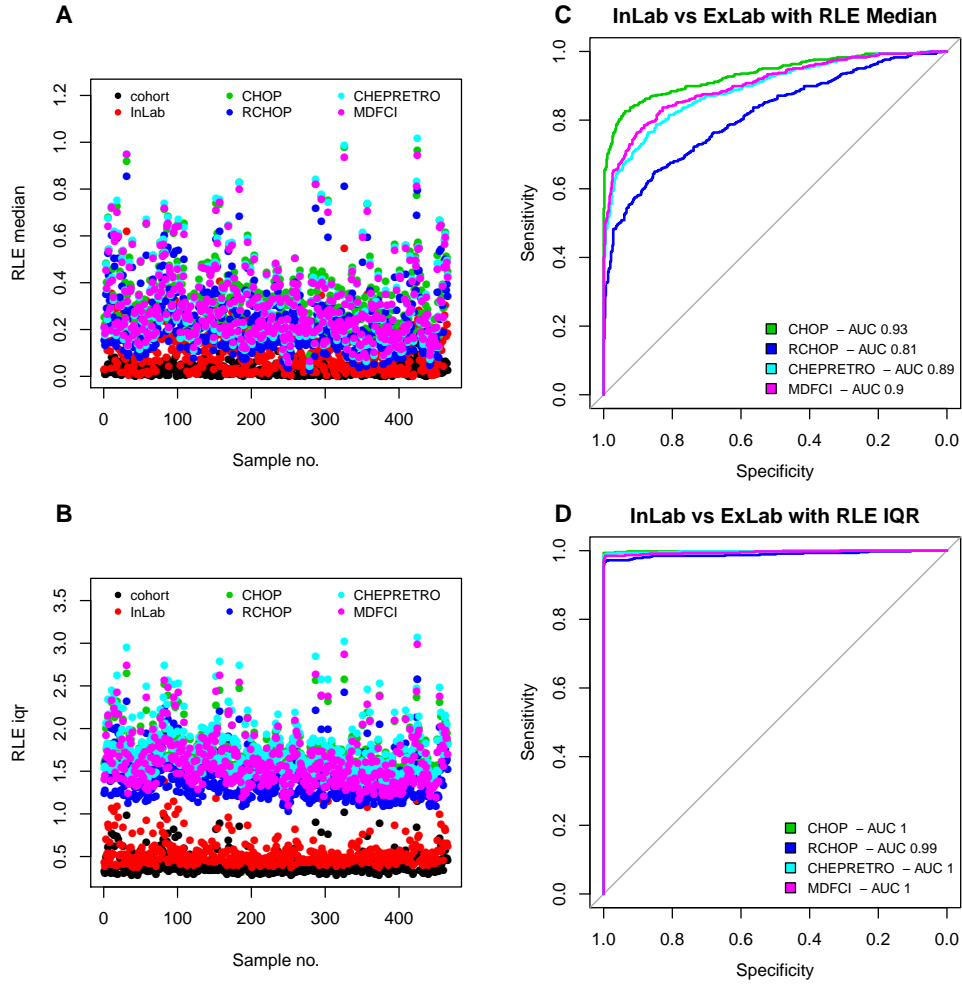 A
RLE median
0.0 0.2 0.4 0.6 0.8 1.0 1.2
cohort CHOP CHEPRETRO
InLab RCHOP MDFCI
0 100 200 300 400
Sample no.
C InLab vs ExLab with RLE Median
Sensitivity
0.0 0.2 0.4 0.6 0.8 1.0
CHOP – AUC 0.93
RCHOP – AUC 0.81
CHEPRETRO – AUC 0.89
MDFCI – AUC 0.9
1.0 0.8 0.6 0.4 0.2 0.0
Specificity
B
RLE iqr
0.5 1.0 1.5 2.0 2.5 3.0 3.5
cohort CHOP CHEPRETRO
InLab RCHOP MDFCI
0 100 200 300 400
Sample no.
D InLab vs ExLab with RLE IQR
Sensitivity
0.0 0.2 0.4 0.6 0.8 1.0
CHOP – AUC 1
RCHOP – AUC 0.99
CHEPRETRO – AUC 1
MDFCI – AUC 1
1.0 0.8 0.6 0.4 0.2 0.0
Specificity